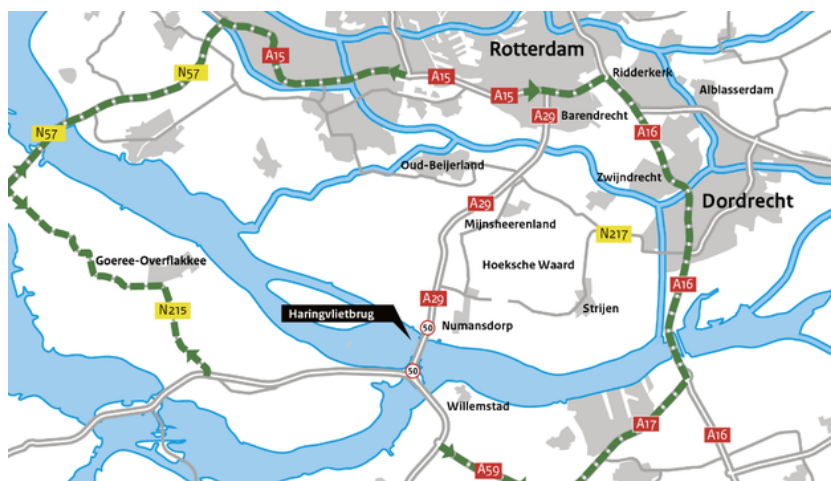 N57
A15
Rotterdam
A15
A15
Ridderkerk
Alblasserdam
N57
A29
Barendrecht
A16
Oud-Beijerland
Zwijndrecht
Dordrecht
A29
Mijnsheerenland
N217
Goeree-Overflakkee
Hoeksche Waard
A16
N215
Haringvlietbrug
A29
Strijen
50
Numansdorp
50
Willemstad
A17
A16
A59